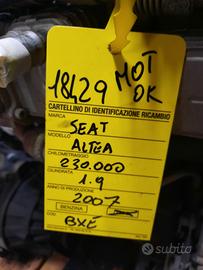 18429 MOT OK
CARTELLINO DI IDENTIFICAZIONE RICAMBIO
MARCA SEAT
MODELLO ALTEA
CHILOMETRAGGIO 230.000
CILINDRATA 1.9
ANNO DI PRODUZIONE 2007
BENZINA
COD. BXE
subito